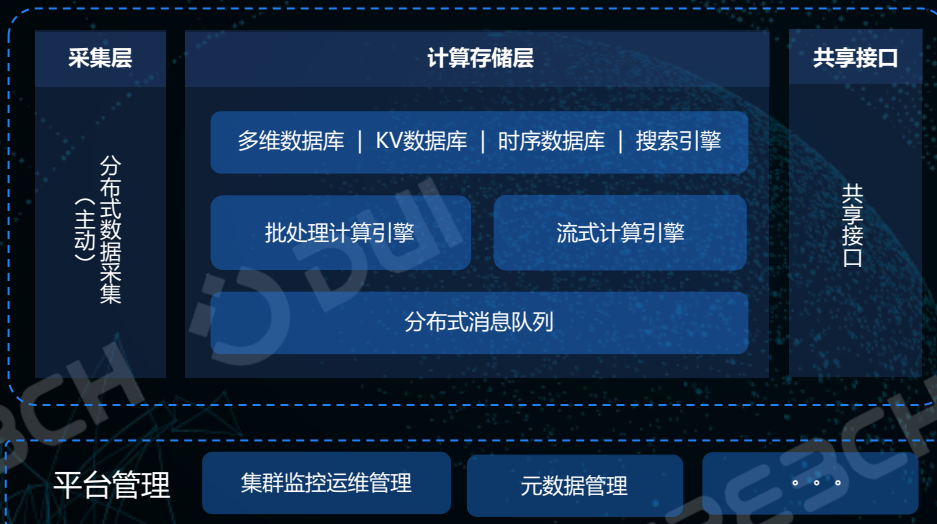 采集层
计算存储层
共享接口
多维数据库 | KV数据库 | 时序数据库 | 搜索引擎
分布式数据采集
（主动）
批处理计算引擎
流式计算引擎
共享接口
分布式消息队列
平台管理
集群监控运维管理
元数据管理
。。。
DUI